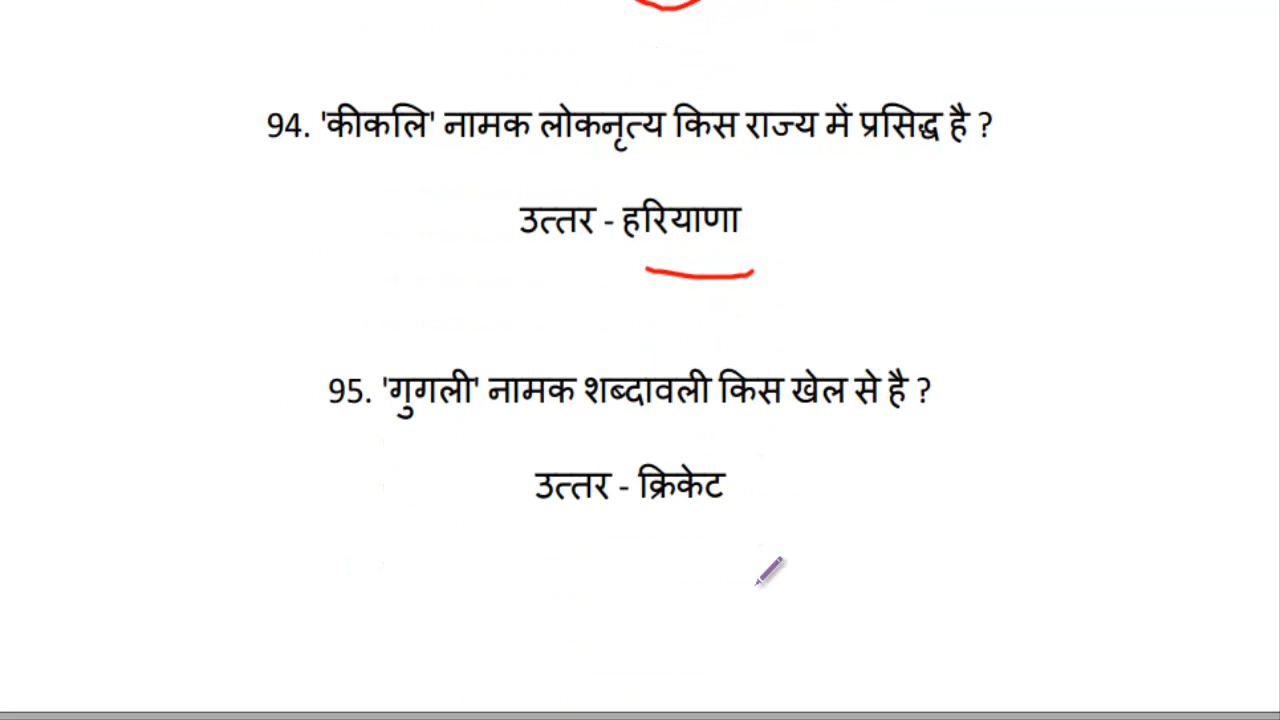 94. 'कीकलि' नामक लोकनृत्य किस राज्य में प्रसिद्ध है ?
उत्तर - हरियाणा
95. 'गुगली' नामक शब्दावली किस खेल से है ?
उत्तर - क्रिकेट